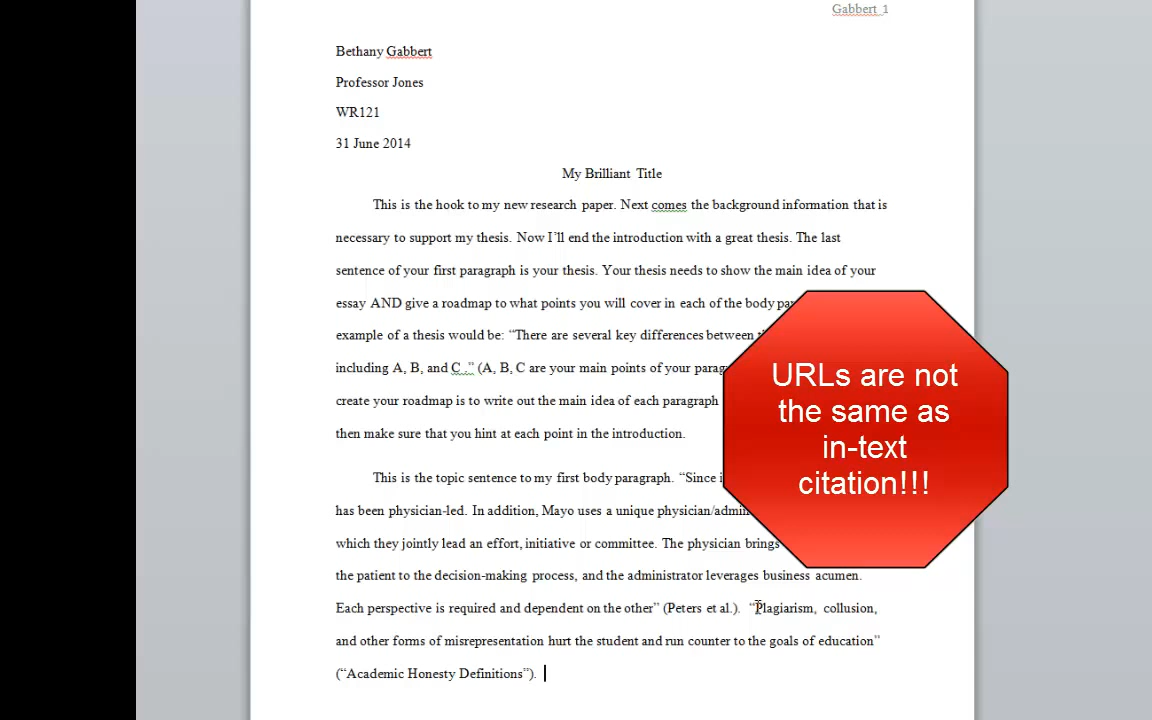 Gabbert 1
Bethany Gabbert
Professor Jones
WR121
31 June 2014
My Brilliant Title
This is the hook to my new research paper. Next comes the background information that is
necessary to support my thesis. Now I'll end the introduction with a great thesis. The last
sentence of your first paragraph is your thesis. Your thesis needs to show the main idea of your
essay AND give a roadmap to what points you will cover in each of the body
example of a thesis would be: “There are several key differences between
including A, B, and C .” (A, B, C are your main points of your
create your roadmap is to write out the main idea of each paragraph
then make sure that you hint at each point in the introduction.
This is the topic sentence to my first body paragraph. “Since
has been physician-led. In addition, Mayo uses a unique
which they jointly lead an effort, initiative or committee. The physician brings
the patient to the decision-making process, and the administrator leverages business acumen.
Each perspective is required and dependent on the other” (Peters et al.). “Plagiarism, collusion,
and other forms of misrepresentation hurt the student and run counter to the goals of education”
(“Academic Honesty Definitions”).
URLs are not
the same as
in-text
citation!!!